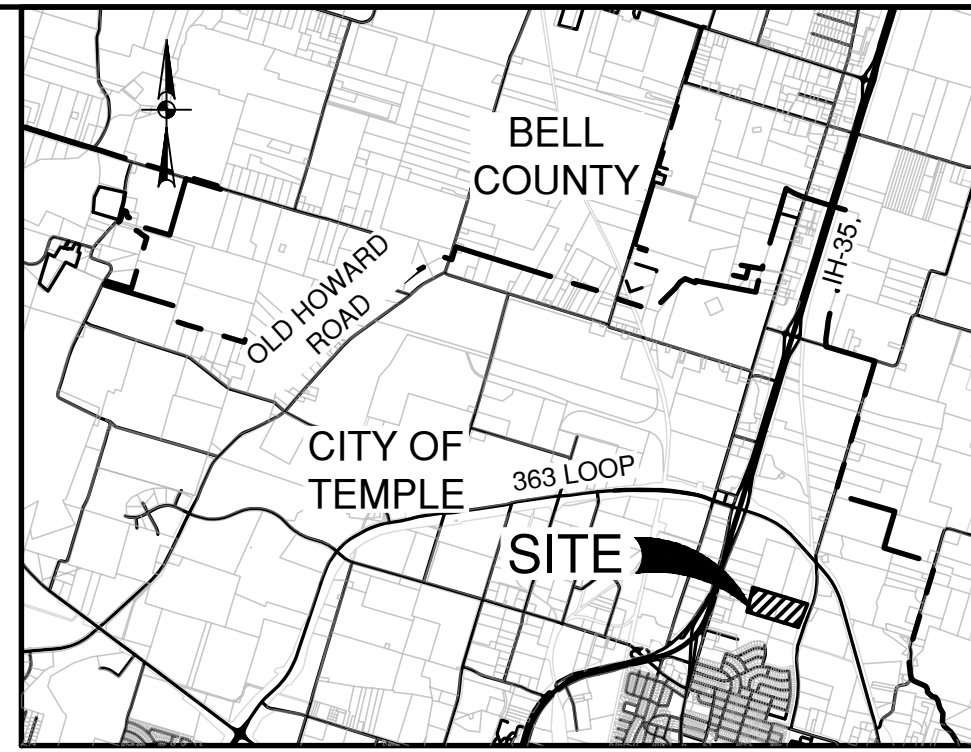 BELL
COUNTY
IH-35
OLD HOWARD
ROAD
CITY OF
TEMPLE
363 LOOP
SITE